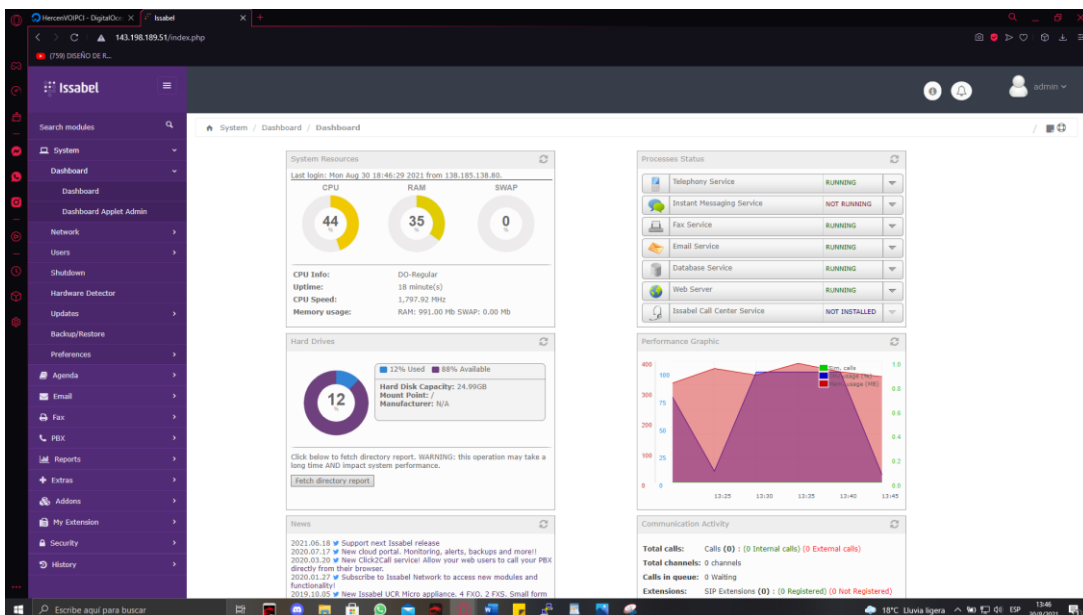 HercenVOIPCI - DigitalOce
Issabel
143.198.189.51/index.php
(759) DISEÑO DE R...
Issabel
admin
Search modules
System / Dashboard / Dashboard
System
Dashboard
Dashboard
Dashboard Applet Admin
Network
Users
Shutdown
Hardware Detector
Updates
Backup/Restore
Preferences
Agenda
Email
Fax
PBX
Reports
Extras
Addons
My Extension
Security
History
System Resources
Last login: Mon Aug 30 18:46:29 2021 from 138.185.138.80.
CPU RAM SWAP
44 % 35 % 0 %
CPU Info: DO-Regular
Uptime: 18 minute(s)
CPU Speed: 1,797.92 MHz
Memory usage: RAM: 991.00 Mb SWAP: 0.00 Mb
Processes Status
Telephony Service RUNNING
Instant Messaging Service NOT RUNNING
Fax Service RUNNING
Email Service RUNNING
Database Service RUNNING
Web Server RUNNING
Issabel Call Center Service NOT INSTALLED
Hard Drives
12% Used 88% Available
Hard Disk Capacity: 24.99GB
Mount Point: /
Manufacturer: N/A
12 %
Click below to fetch directory report. WARNING: this operation may take a
long time AND impact system performance.
Fetch directory report
Performance Graphic
400 100 1.0
Sim. calls
usage (%)
usage (MB)
300 75 0.8
0.6
200 50
0.4
100 25 0.2
0 0 0.0
13:25 13:30 13:35 13:40 13:45
News
2021.06.18 Support next Issabel release
2020.07.17 New cloud portal. Monitoring, alerts, backups and more!!
2020.03.20 New Click2Call service! Allow your web users to call your PBX
directly from their browser.
2020.01.27 Subscribe to Issabel Network to access new modules and
functionality!
2019.10.05 New Issabel UCR Micro appliance. 4 FXO, 2 FXS. Small form
Communication Activity
Total calls: Calls (0) : (0 Internal calls) (0 External calls)
Total channels: 0 channels
Calls in queue: 0 Waiting
Extensions: SIP Extensions (0) : (0 Registered) (0 Not Registered)
Escribe aquí para buscar
18°C Lluvia ligera
ESP
13:46
30/8/2021